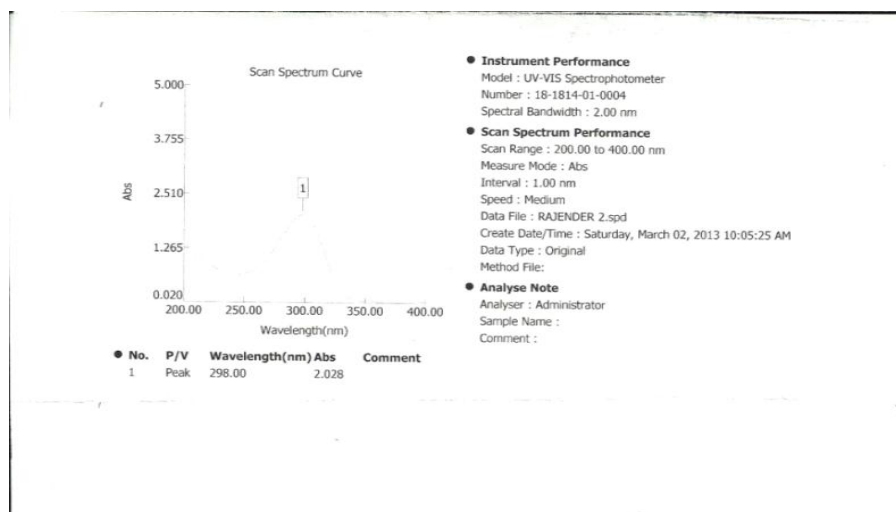 Scan Spectrum Curve
5.000
3.755
2.510
1.265
0.020
Abs
1
200.00 250.00 300.00 350.00 400.00
Wavelength(nm)
● No. P/V Wavelength(nm) Abs Comment
1 Peak 298.00 2.028
● Instrument Performance
Model : UV-VIS Spectrophotometer
Number : 18-1814-01-0004
Spectral Bandwidth : 2.00 nm
● Scan Spectrum Performance
Scan Range : 200.00 to 400.00 nm
Measure Mode : Abs
Interval : 1.00 nm
Speed : Medium
Data File : RAJENDER 2.spd
Create Date/Time : Saturday, March 02, 2013 10:05:25 AM
Data Type : Original
Method File:
● Analyse Note
Analyser : Administrator
Sample Name :
Comment :